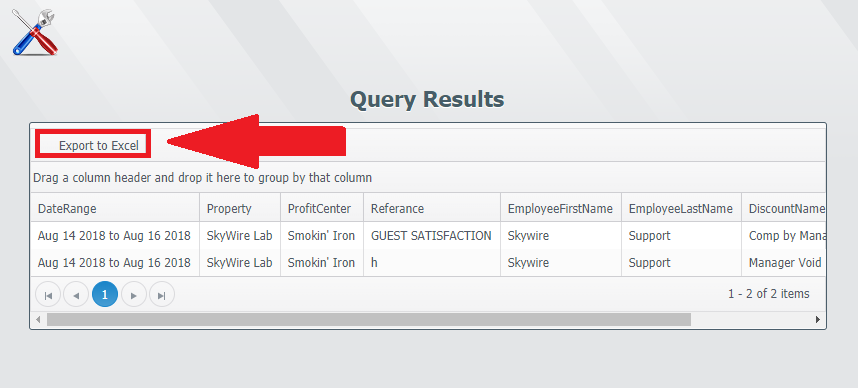 Query Results
Export to Excel
Drag a column header and drop it here to group by that column
DateRange Property ProfitCenter Referance EmployeeFirstName EmployeeLastName DiscountName
Aug 14 2018 to Aug 16 2018 SkyWire Lab Smokin' Iron GUEST SATISFACTION Skywire Support Comp by Mana
Aug 14 2018 to Aug 16 2018 SkyWire Lab Smokin' Iron h Skywire Support Manager Void
1 1 - 2 of 2 items